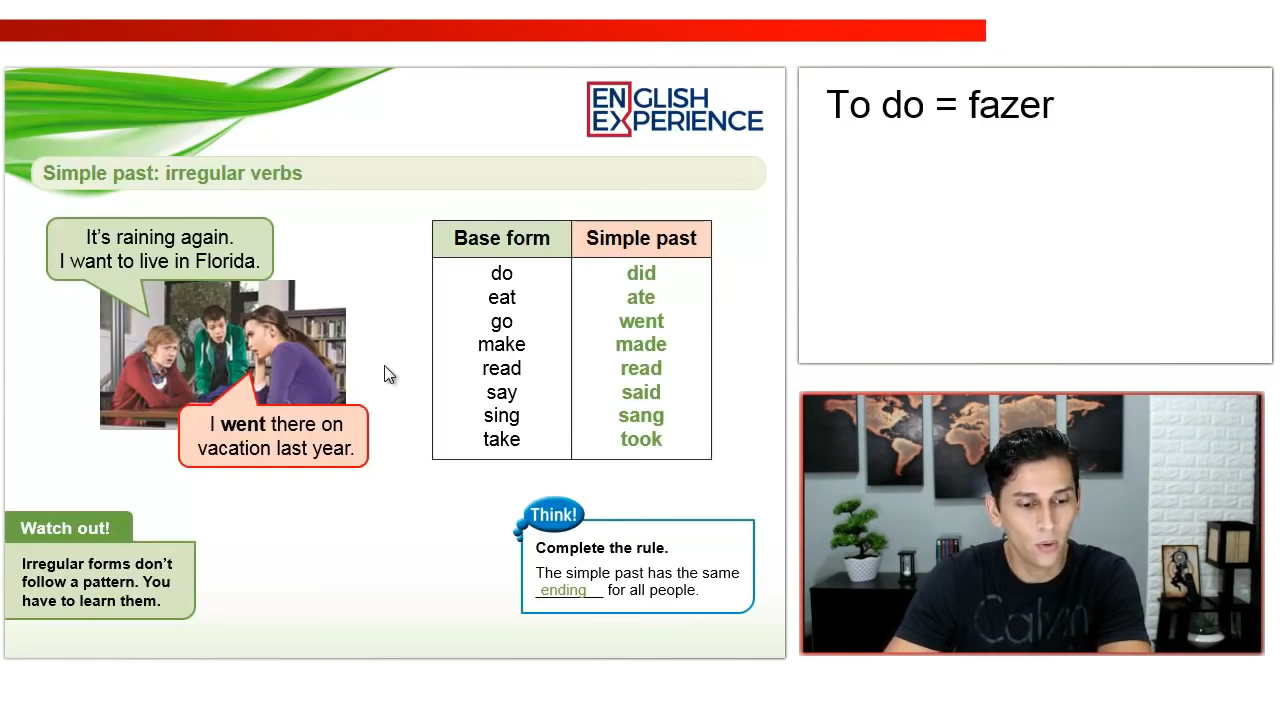 ENGLISH
EXPERIENCE
Simple past: irregular verbs
It's raining again.
I want to live in Florida.
I went there on
vacation last year.
Base form Simple past
do did
eat ate
go went
make made
read read
say said
sing sang
take took
Watch out!
Irregular forms don't
follow a pattern. You
have to learn them.
Think!
Complete the rule.
The simple past has the same
ending for all people.
To do = fazer
Calvin